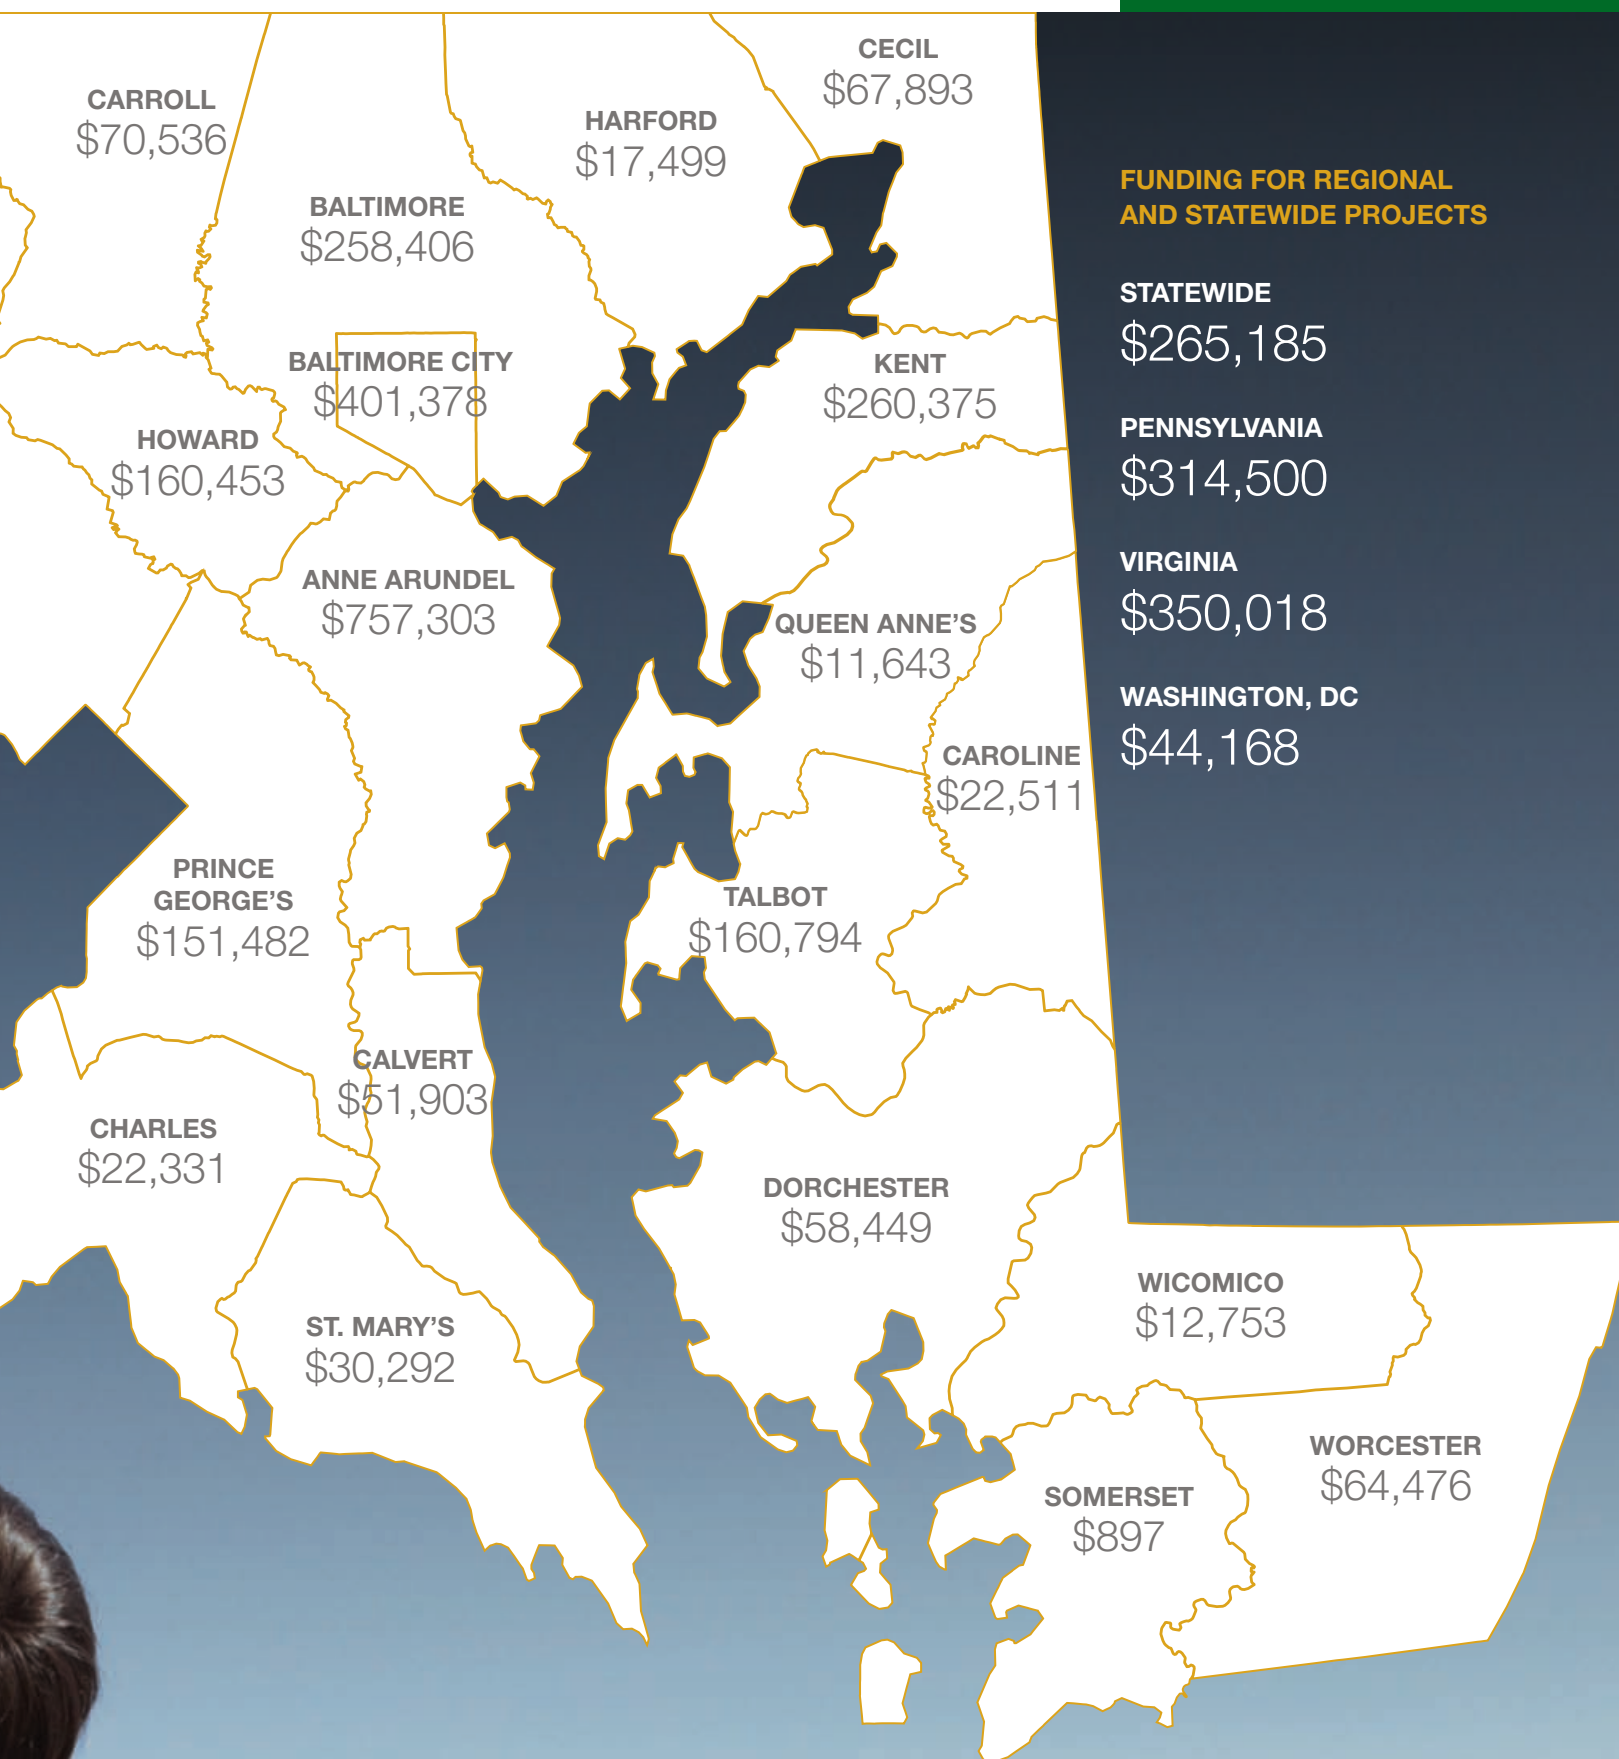 CECIL
$67,893
CARROLL
$70,536
HARFORD
$17,499
BALTIMORE
$258,406
BALTIMORE CITY
$401,378
KENT
$260,375
HOWARD
$160,453
ANNE ARUNDEL
$757,303
QUEEN ANNE'S
$11,643
CAROLINE
$22,511
PRINCE
GEORGE'S
$151,482
TALBOT
$160,794
CALVERT
$51,903
CHARLES
$22,331
DORCHESTER
$58,449
WICOMICO
$12,753
ST. MARY'S
$30,292
WORCESTER
$64,476
SOMERSET
$897
FUNDING FOR REGIONAL
AND STATEWIDE PROJECTS
STATEWIDE
$265,185
PENNSYLVANIA
$314,500
VIRGINIA
$350,018
WASHINGTON, DC
$44,168